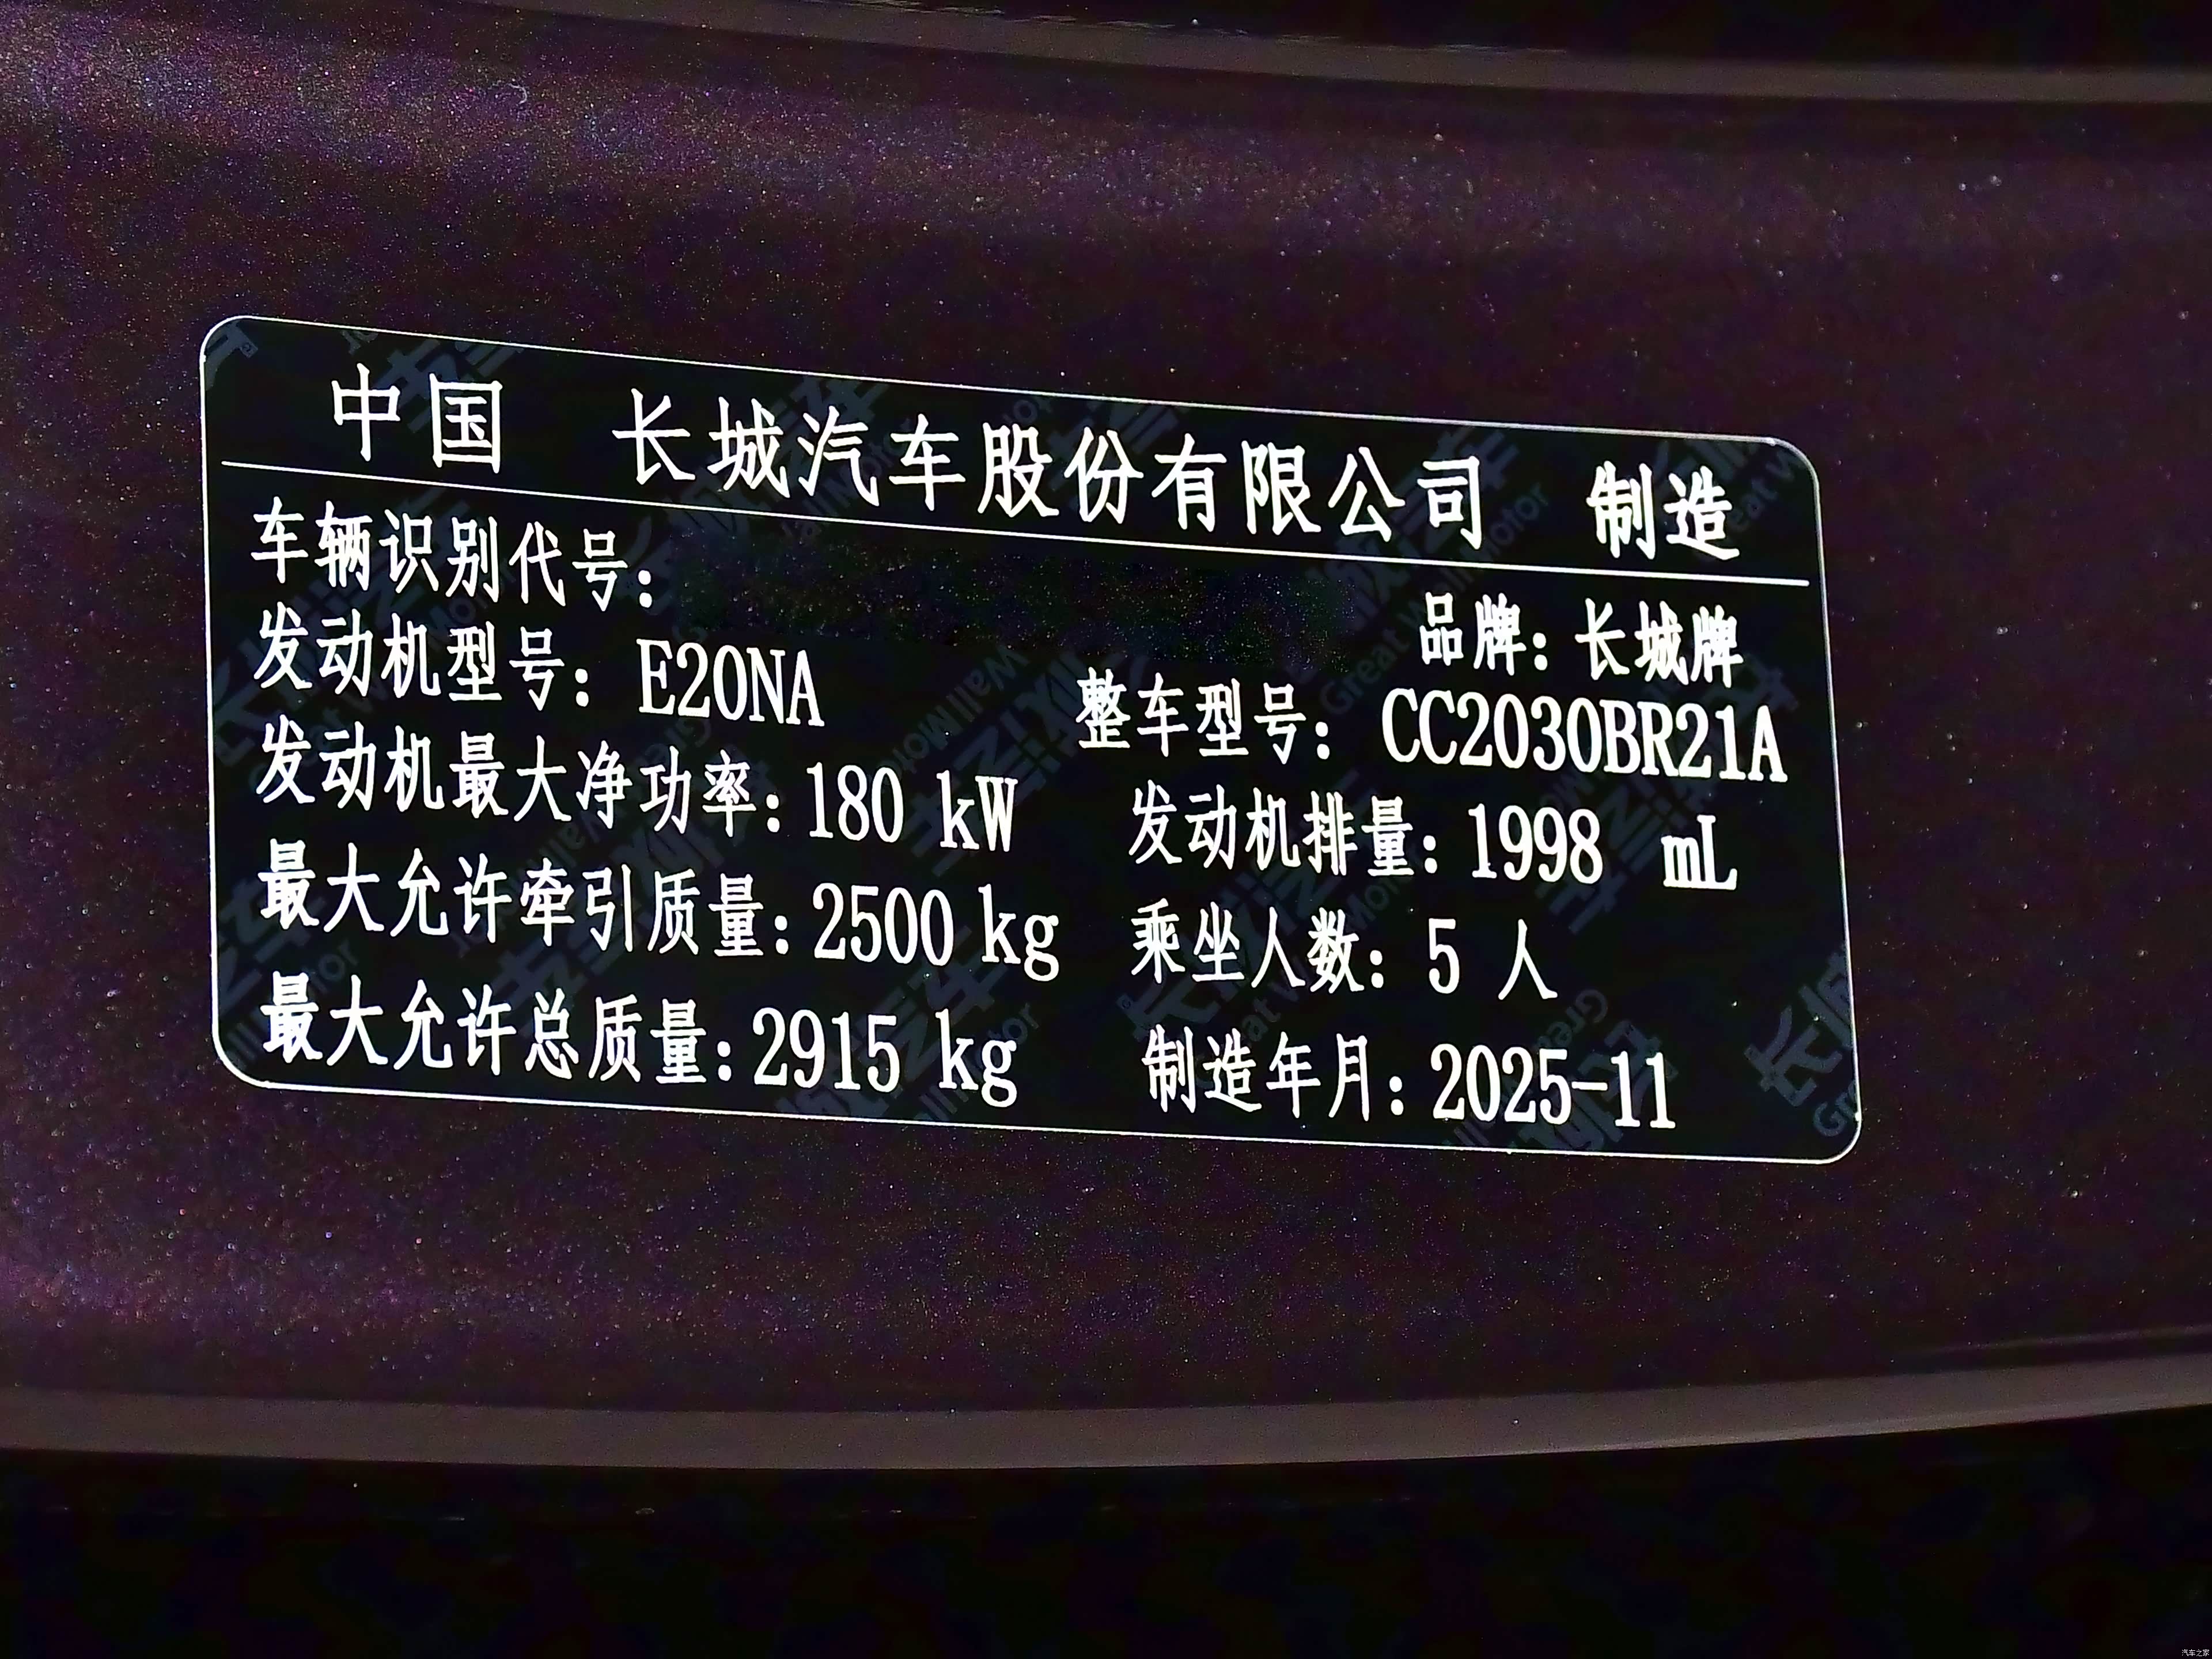 中国 长城汽车股份有限公司 制造
车辆识别代号:
品牌: 长城牌
发动机型号: E20NA 整车型号: CC2030BR21A
发动机最大净功率: 180 kW 发动机排量: 1998 mL
最大允许牵引质量: 2500 kg 乘坐人数: 5 人
最大允许总质量: 2915 kg 制造年月: 2025-11
汽车之家